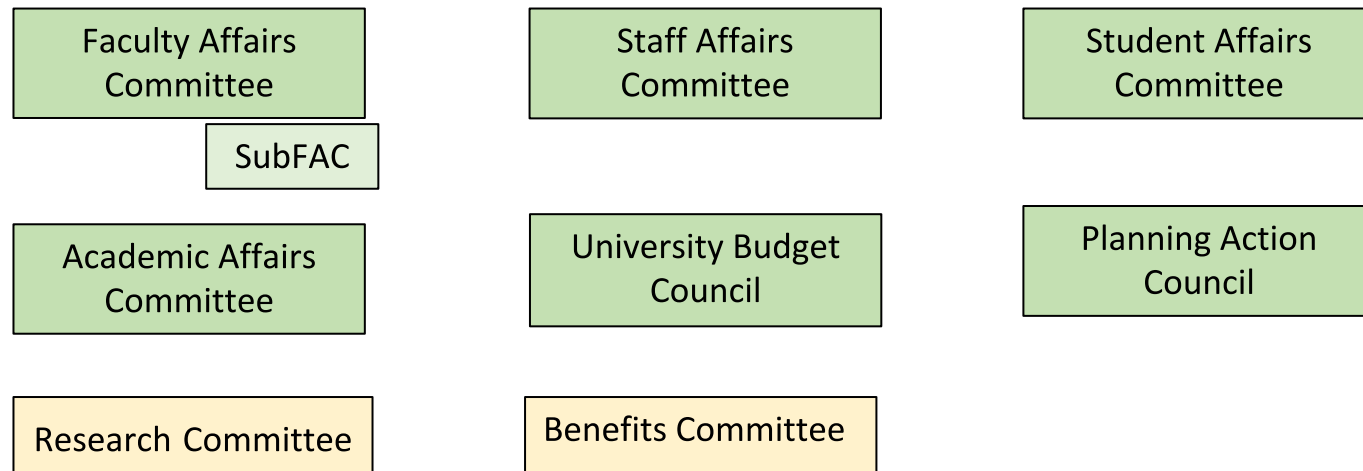 Faculty Affairs
Committee
Staff Affairs
Committee
Student Affairs
Committee
SubFAC
Academic Affairs
Committee
University Budget
Council
Planning Action
Council
Research Committee
Benefits Committee